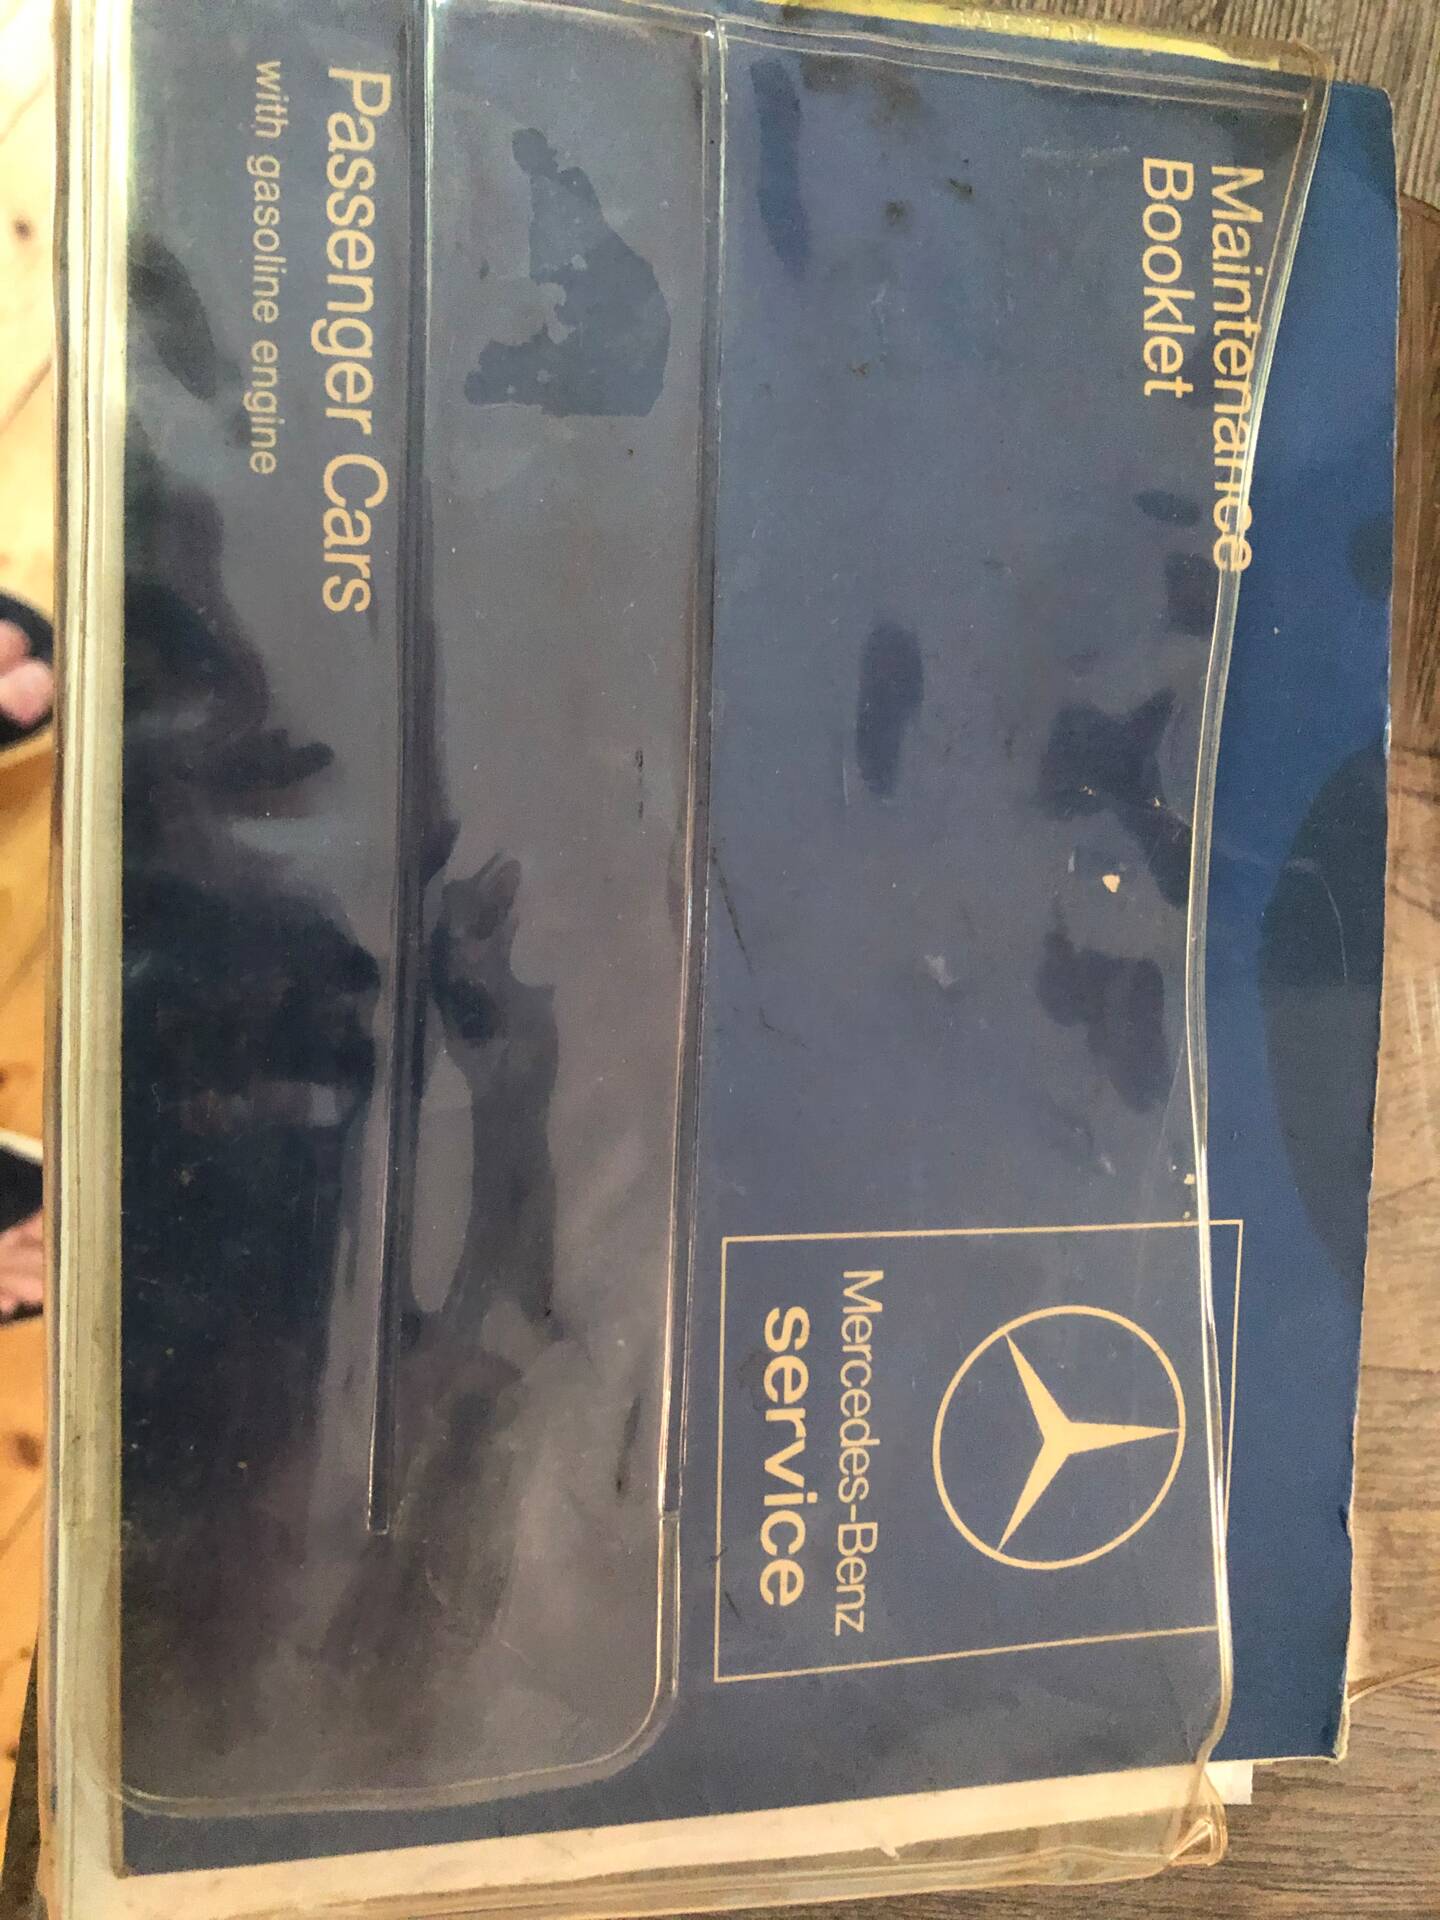 Maintenance
Booklet
Mercedes-Benz
service
Passenger Cars
with gasoline engine